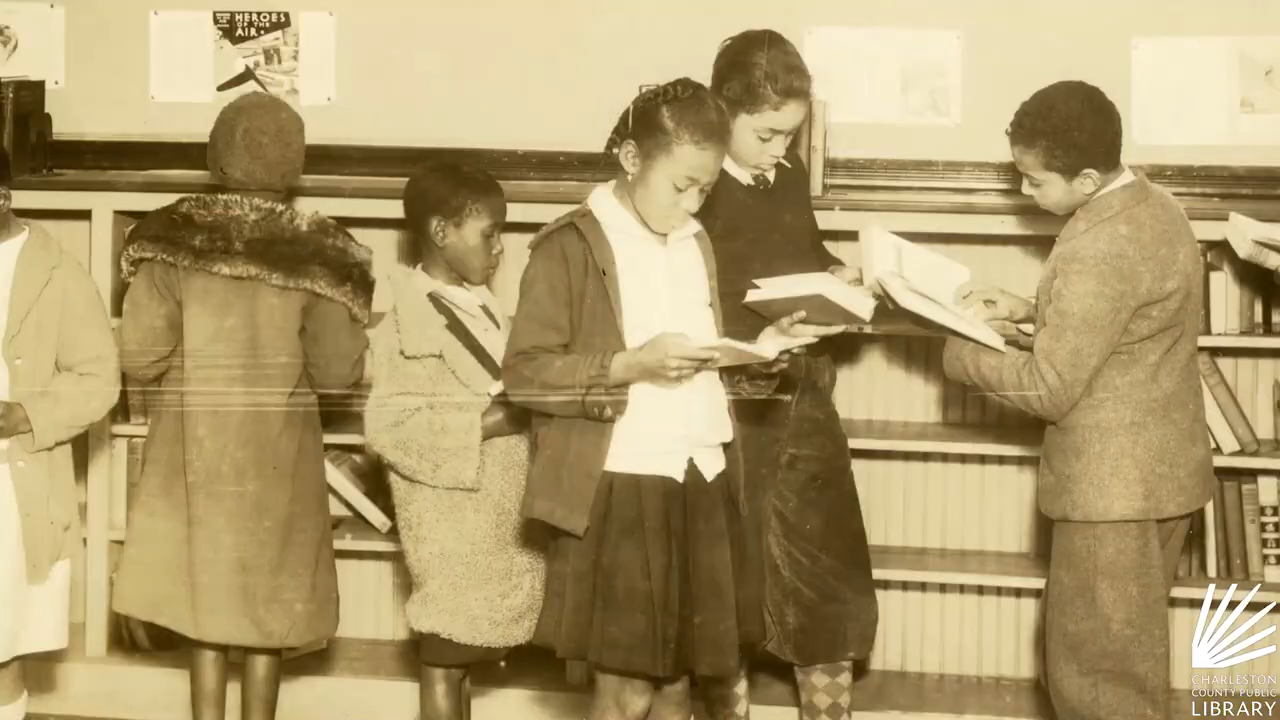 HEROES
OF THE
AIR
CHARLESTON
COUNTY PUBLIC
LIBRARY